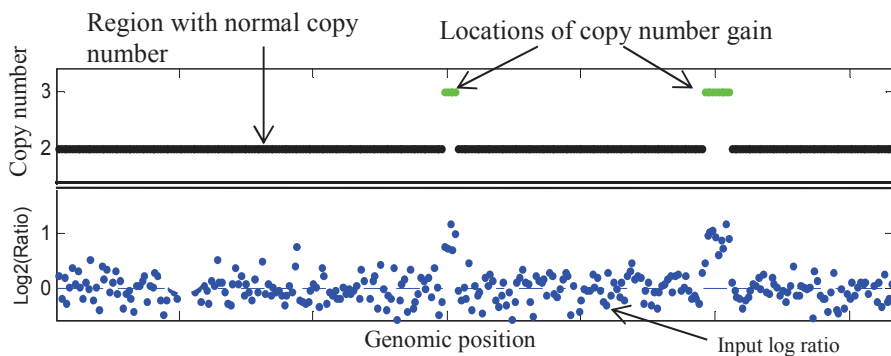 Region with normal copy
number
Locations of copy number gain
Copy number
3
2
Log2(Ratio)
1
0
Genomic position
Input log ratio